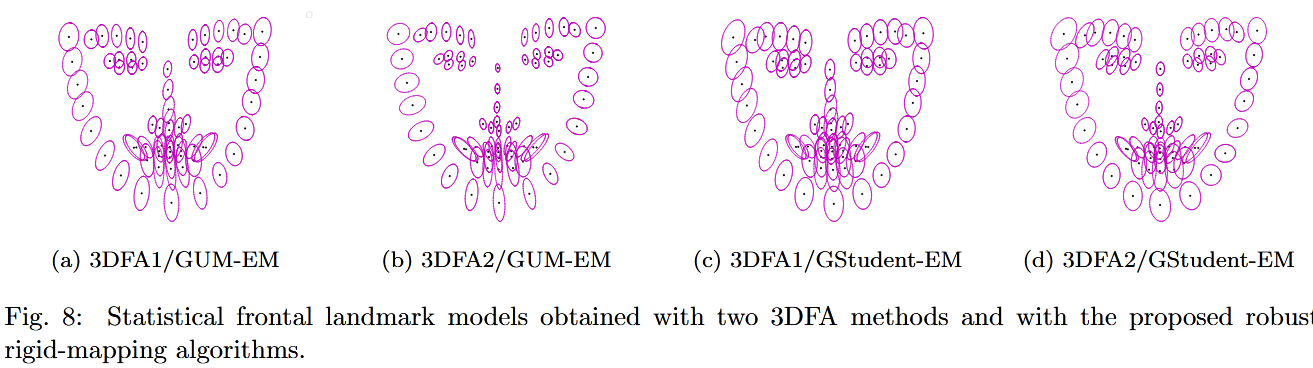 (a) 3DFA1/GUM-EM
(b) 3DFA2/GUM-EM
(c) 3DFA1/GStudent-EM
(d) 3DFA2/GStudent-EM
Fig. 8: Statistical frontal landmark models obtained with two 3DFA methods and with the proposed robust
rigid-mapping algorithms.